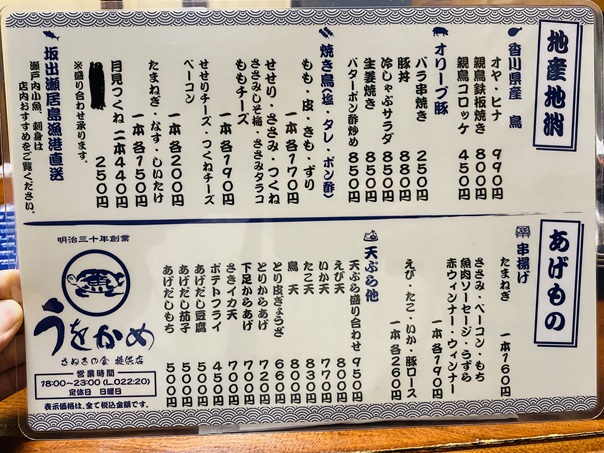 地産地消
香川県産 鳥
オヤ・ヒナ 990円
親鳥鉄板焼き 800円
親鳥コロッケ 450円
オリーブ豚
バラ串焼き 250円
豚丼 880円
冷しゃぶサラダ 850円
生姜焼き 850円
バターポン酢炒め 850円
焼き鳥(塩・タレ・ポン酢)
もも・皮・きも・ずり
一本各170円
せせり・ささみ・つくね
ささみしそ梅・ささみタラコ
ももチーズ
一本各190円
せせりチーズ・つくねチーズ
ベーコン
一本各200円
たまねぎ・なす・しいたけ
一本各150円
月見つくね 二本440円
250円
※盛り合わせ承ります。
坂出瀬居島漁港直送
瀬戸内小魚、刺身は
店内おすすめをご覧ください。
あげもの
串揚げ
たまねぎ 一本160円
ささみ・ベーコン・もち
魚肉ソーセージ・うずら
赤ウィンナー・ウィンナー
一本各190円
えび・たこ・いか・豚ロース
一本各260円
天ぷら他
天ぷら盛り合わせ 950円
えび天 830円
いか天 770円
たこ天 830円
鳥 天 800円
とり皮ぎょうざ 660円
とりからあげ 720円
下足からあげ 700円
さきイカ天 700円
ポテトフライ 450円
あげだし豆腐 500円
あげだし茄子 500円
あげだしもち 500円
明治三十年創業
魚
うをかめ
さぬきの食 横浜店
営業時間
18:00~23:00(L.O22:20)
定休日 日曜日
表示価格は、全て税込金額です。